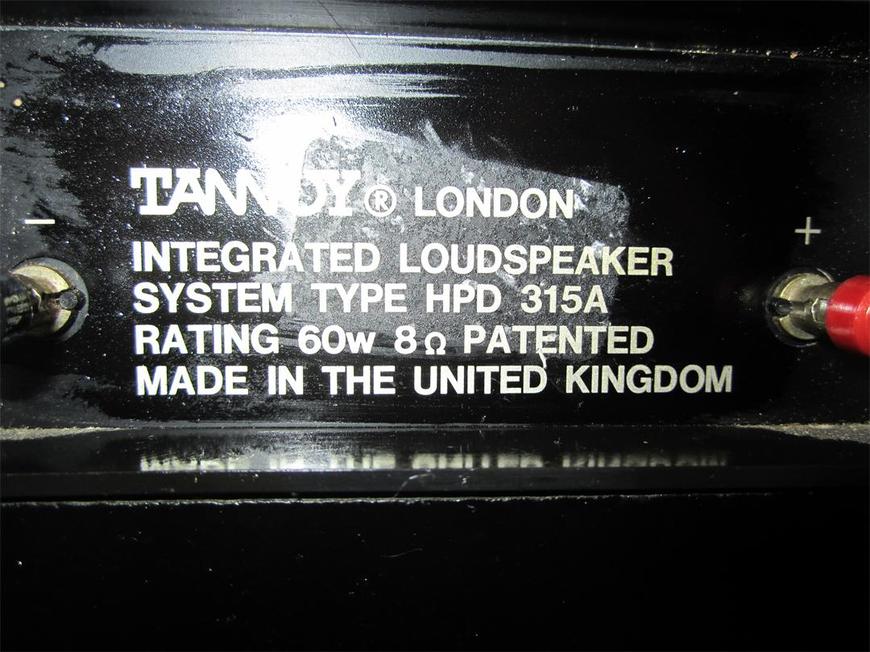 TANNOY® LONDON
− +
INTEGRATED LOUDSPEAKER
SYSTEM TYPE HPD 315A
RATING 60w 8Ω PATENTED
MADE IN THE UNITED KINGDOM